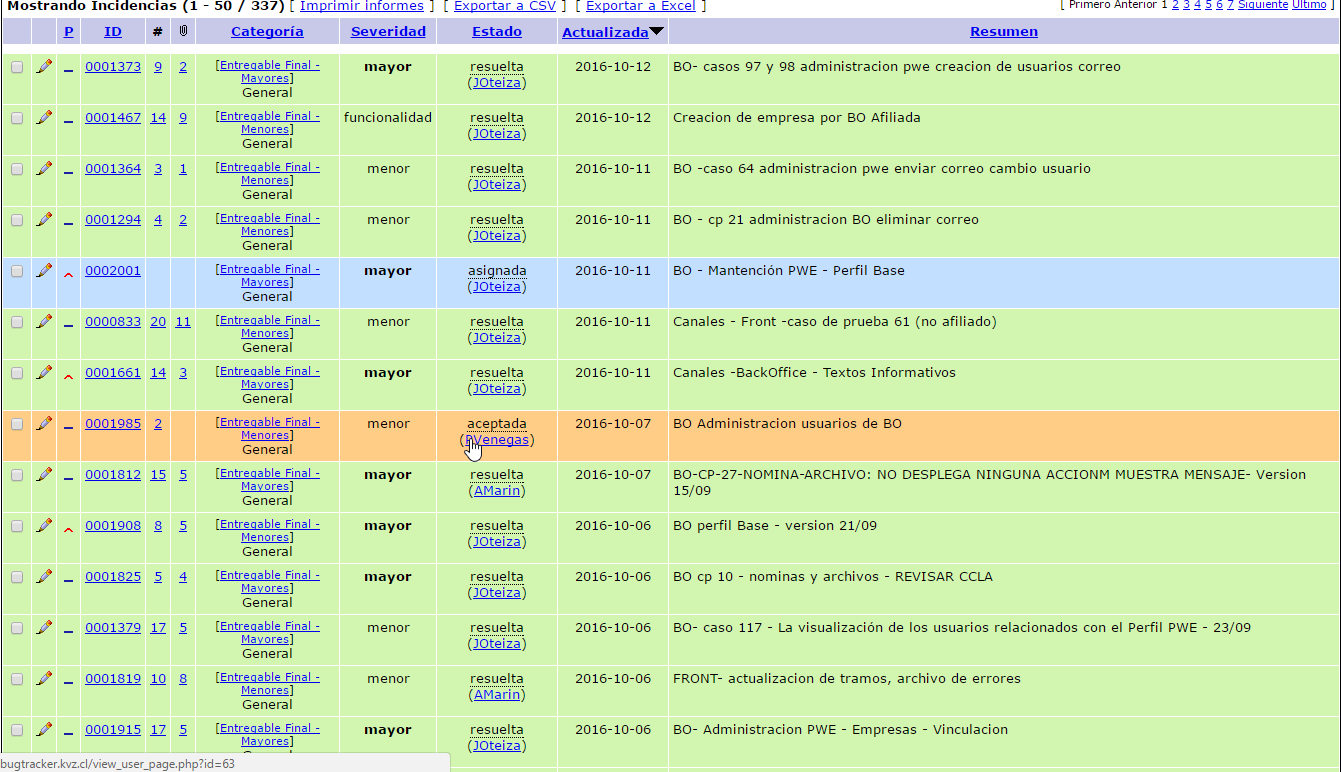 Mostrando Incidencias (1 - 50 / 337) [ Imprimir informes ] [ Exportar a CSV ] [ Exportar a Excel ] [ Primero Anterior 1 2 3 4 5 6 7 Siguiente Último ]
P ID # Categoría Severidad Estado Actualizada Resumen
0001373 9 2 [Entregable Final - Mayores] General mayor resuelta (JOteiza) 2016-10-12 BO- casos 97 y 98 administracion pwe creacion de usuarios correo
0001467 14 9 [Entregable Final - Menores] General funcionalidad resuelta (JOteiza) 2016-10-12 Creacion de empresa por BO Afiliada
0001364 3 1 [Entregable Final - Menores] General menor resuelta (JOteiza) 2016-10-11 BO -caso 64 administracion pwe enviar correo cambio usuario
0001294 4 2 [Entregable Final - Menores] General menor resuelta (JOteiza) 2016-10-11 BO - cp 21 administracion BO eliminar correo
0002001 [Entregable Final - Mayores] General mayor asignada (JOteiza) 2016-10-11 BO - Mantención PWE - Perfil Base
0000833 20 11 [Entregable Final - Menores] General menor resuelta (JOteiza) 2016-10-11 Canales - Front -caso de prueba 61 (no afiliado)
0001661 14 3 [Entregable Final - Mayores] General mayor resuelta (JOteiza) 2016-10-11 Canales -BackOffice - Textos Informativos
0001985 2 [Entregable Final - Menores] General menor aceptada (PVenegas) 2016-10-07 BO Administracion usuarios de BO
0001812 15 5 [Entregable Final - Mayores] General mayor resuelta (AMarin) 2016-10-07 BO-CP-27-NOMINA-ARCHIVO: NO DESPLEGA NINGUNA ACCIONM MUESTRA MENSAJE- Version 15/09
0001908 8 5 [Entregable Final - Menores] General mayor resuelta (JOteiza) 2016-10-06 BO perfil Base - version 21/09
0001825 5 4 [Entregable Final - Mayores] General mayor resuelta (JOteiza) 2016-10-06 BO cp 10 - nominas y archivos - REVISAR CCLA
0001379 17 5 [Entregable Final - Mayores] General menor resuelta (JOteiza) 2016-10-06 BO- caso 117 - La visualización de los usuarios relacionados con el Perfil PWE - 23/09
0001819 10 8 [Entregable Final - Menores] General menor resuelta (AMarin) 2016-10-06 FRONT- actualizacion de tramos, archivo de errores
0001915 17 5 [Entregable Final - Mayores] mayor resuelta (JOteiza) 2016-10-06 BO- Administracion PWE - Empresas - Vinculacion
bugtracker.kvz.cl/view_user_page.php?id=63